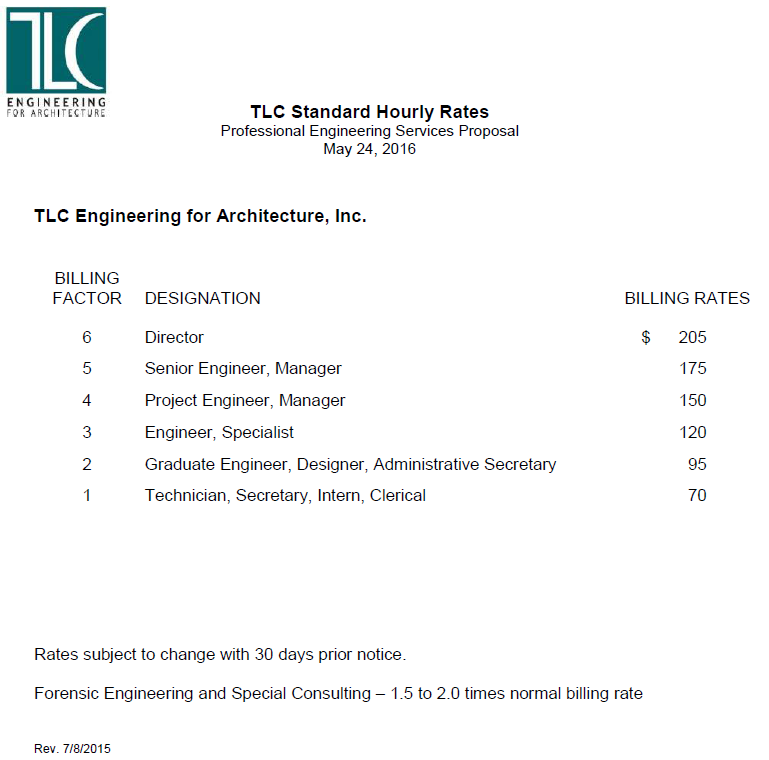 TLC
ENGINEERING
FOR ARCHITECTURE
TLC Standard Hourly Rates
Professional Engineering Services Proposal
May 24, 2016
TLC Engineering for Architecture, Inc.
BILLING
FACTOR DESIGNATION BILLING RATES
6 Director $ 205
5 Senior Engineer, Manager 175
4 Project Engineer, Manager 150
3 Engineer, Specialist 120
2 Graduate Engineer, Designer, Administrative Secretary 95
1 Technician, Secretary, Intern, Clerical 70
Rates subject to change with 30 days prior notice.
Forensic Engineering and Special Consulting – 1.5 to 2.0 times normal billing rate
Rev. 7/8/2015